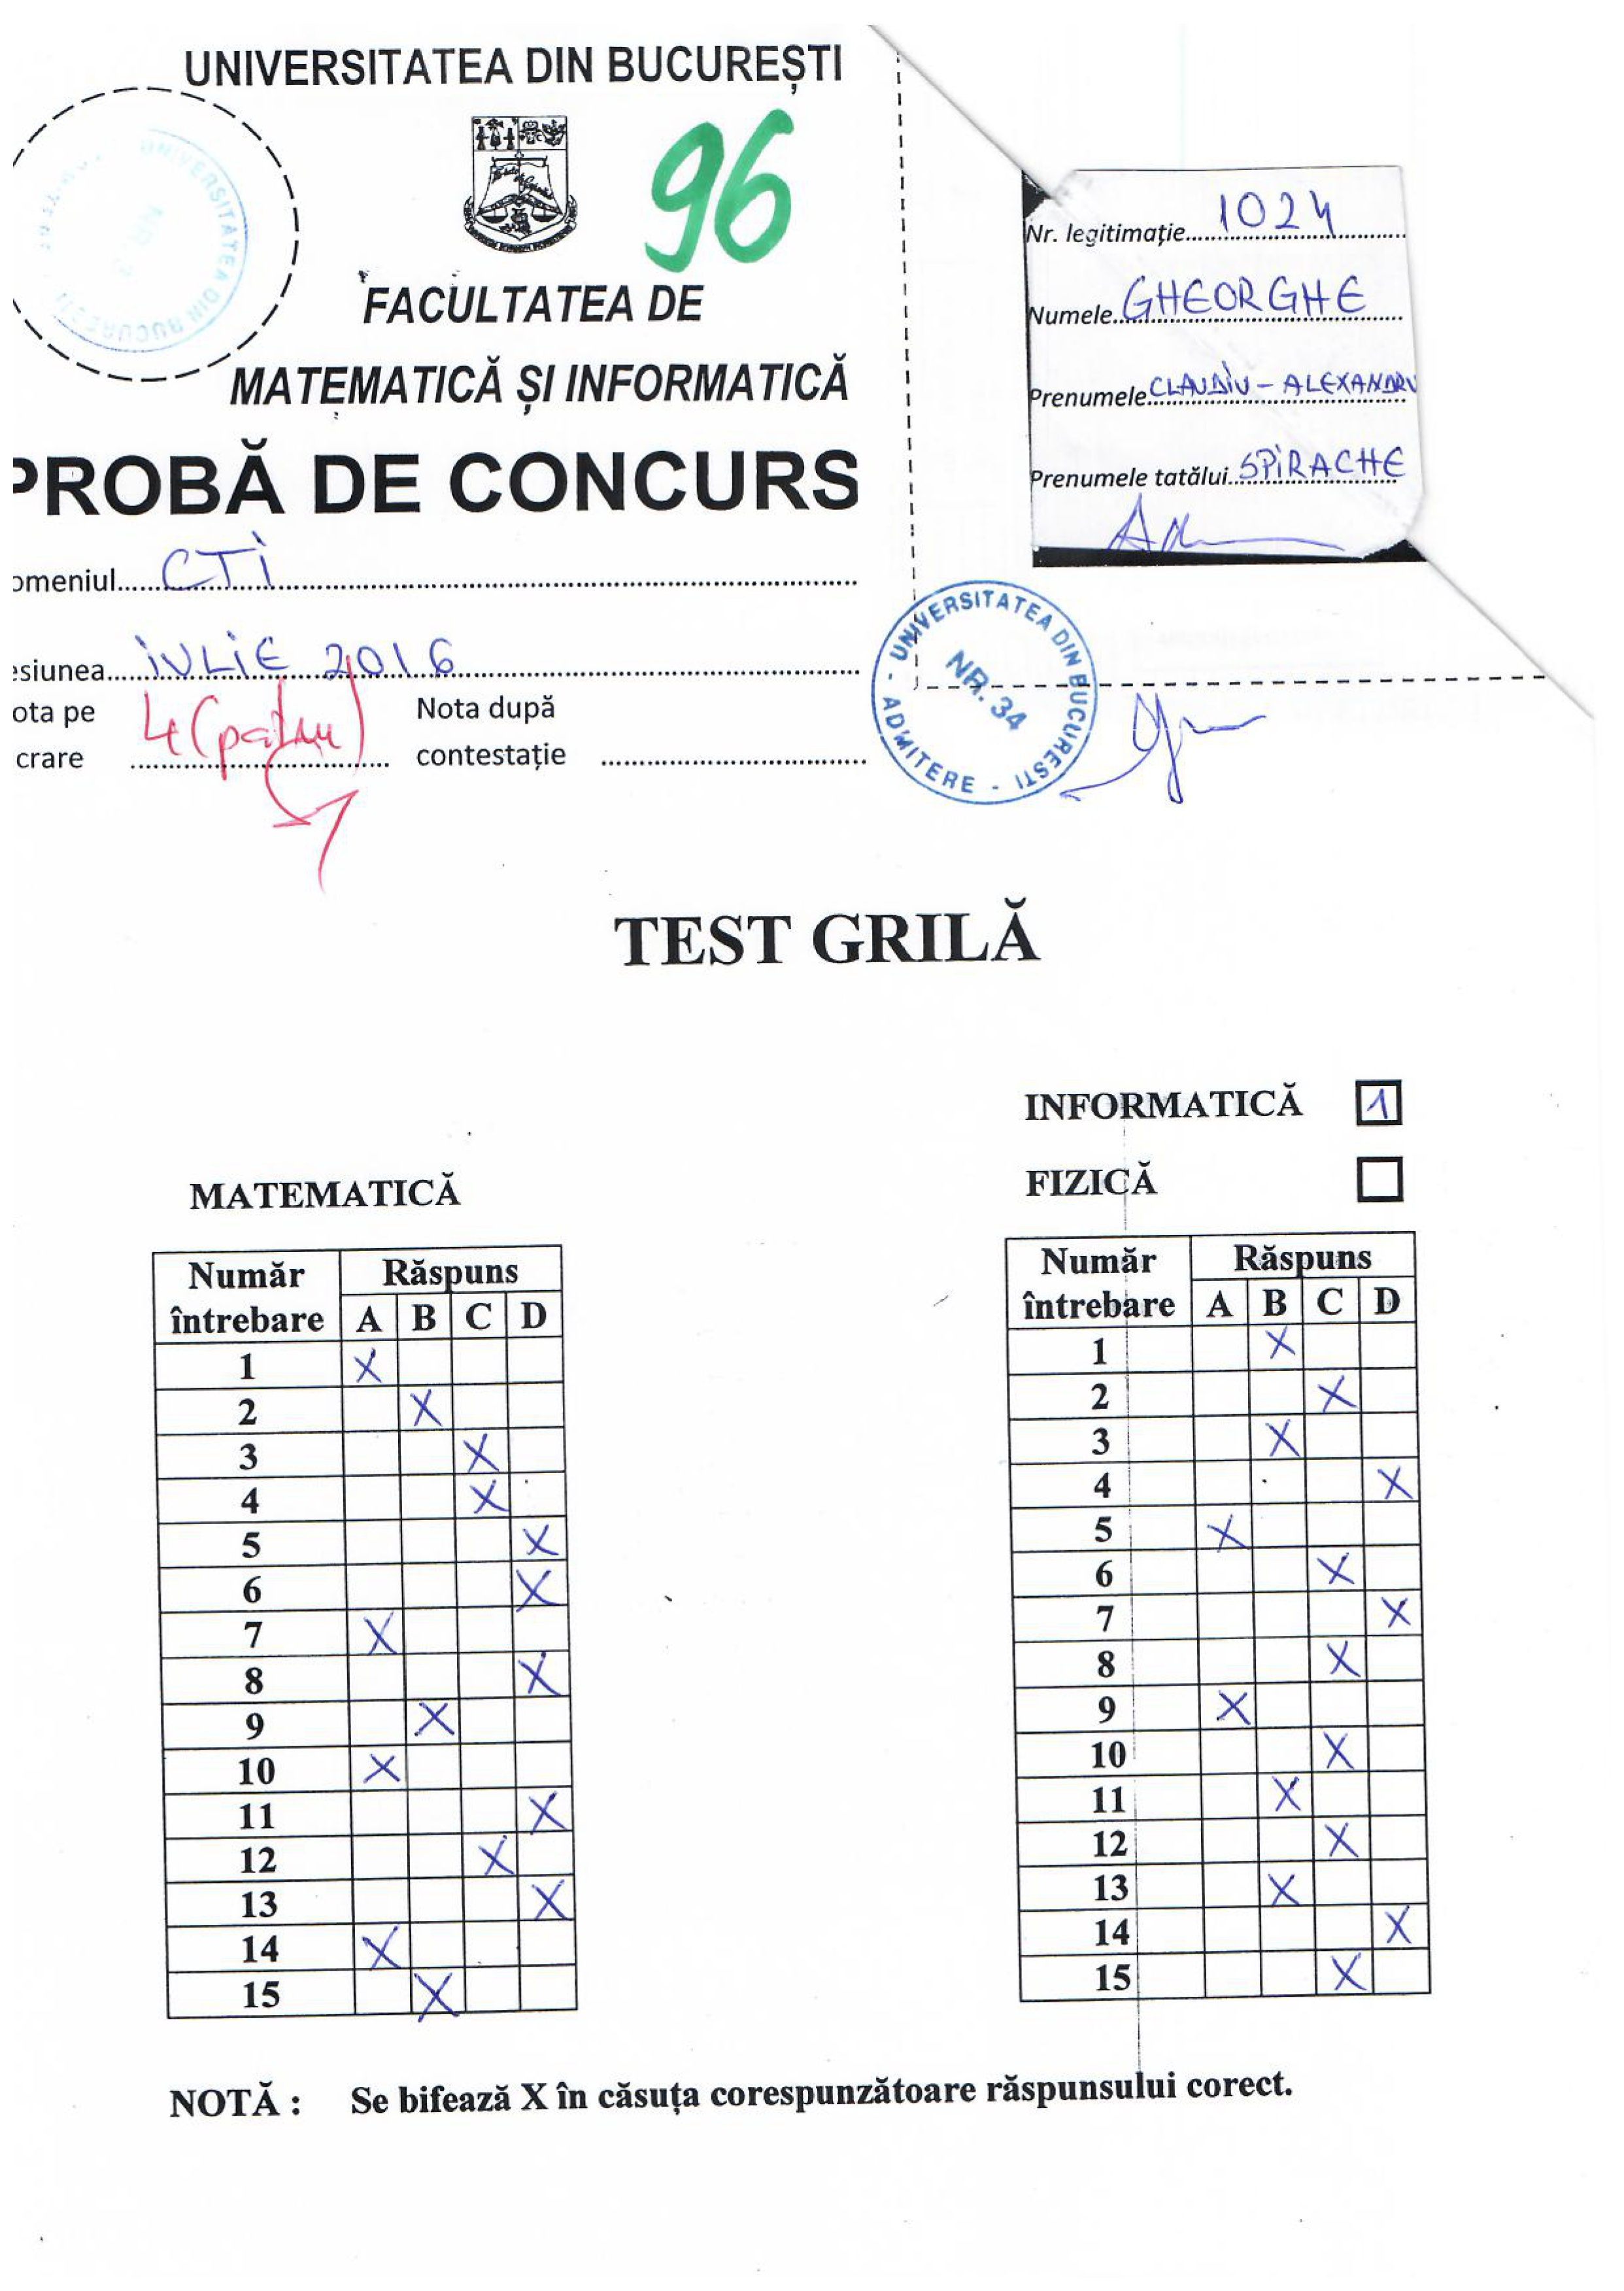 UNIVERSITATEA DIN BUCUREȘTI
96
FACULTATEA DE
MATEMATICĂ ȘI INFORMATICĂ
PROBĂ DE CONCURS
omeniul CTI
esiunea IULIE 2016
ota pe
crare 4 (patru)
Nota după
contestație
Nr. legitimație 1024
Numele GHEORGHE
Prenumele CLAUDIU - ALEXANDRU
Prenumele tatălui SPIRACHE
UNIVERSITATEA DIN BUCUREȘTI - ADMITERE -
NR. 34
UNIVERSITATEA DIN BUCUREȘTI
TEST GRILĂ
MATEMATICĂ
Număr întrebare Răspuns
A B C D
1 X
2 X
3 X
4 X
5 X
6 X
7 X
8 X
9 X
10 X
11 X
12 X
13 X
14 X
15 X
INFORMATICĂ 1
FIZICĂ
Număr întrebare Răspuns
A B C D
1 X
2 X
3 X
4 X
5 X
6 X
7 X
8 X
9 X
10 X
11 X
12 X
13 X
14 X
15 X
NOTĂ : Se bifează X în căsuța corespunzătoare răspunsului corect.